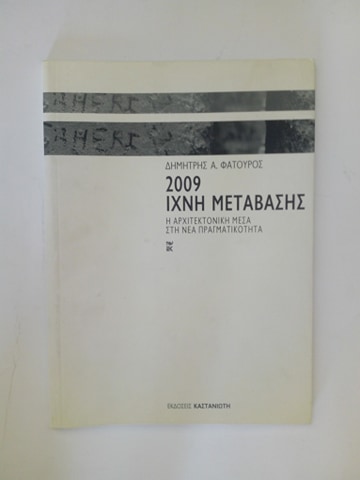 ΔΗΜΗΤΡΗΣ Α. ΦΑΤΟΥΡΟΣ
2009
ΙΧΝΗ ΜΕΤΑΒΑΣΗΣ
Η ΑΡΧΙΤΕΚΤΟΝΙΚΗ ΜΕΣΑ
ΣΤΗ ΝΕΑ ΠΡΑΓΜΑΤΙΚΟΤΗΤΑ
ΕΚΔΟΣΕΙΣ ΚΑΣΤΑΝΙΩΤΗ